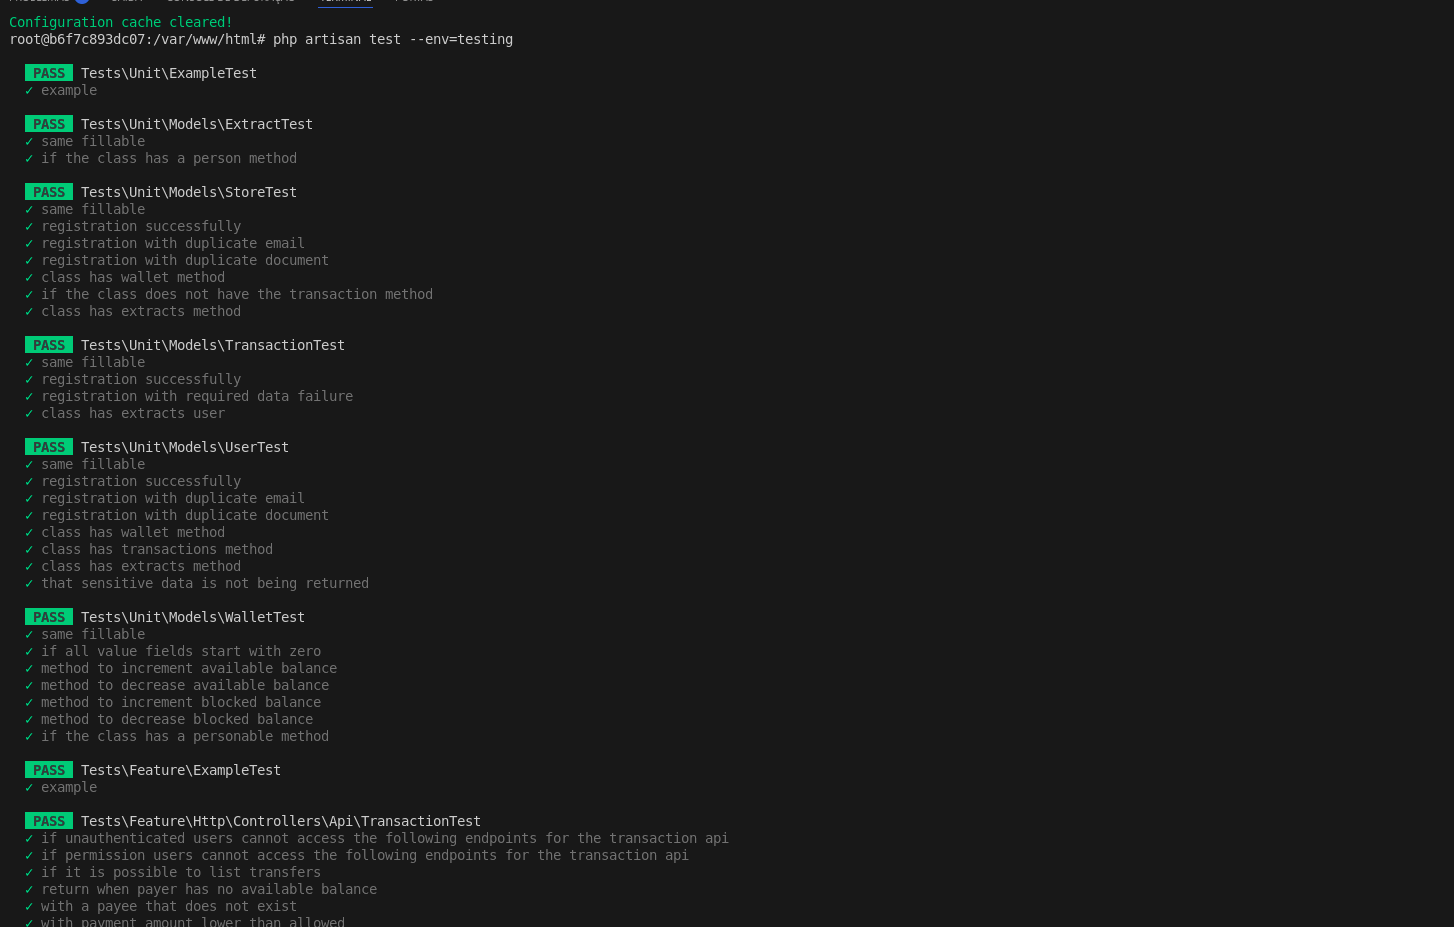 Configuration cache cleared!
root@b6f7c893dc07:/var/www/html# php artisan test --env=testing
PASS Tests\Unit\ExampleTest
✓ example
PASS Tests\Unit\Models\ExtractTest
✓ same fillable
✓ if the class has a person method
PASS Tests\Unit\Models\StoreTest
✓ same fillable
✓ registration successfully
✓ registration with duplicate email
✓ registration with duplicate document
✓ class has wallet method
✓ if the class does not have the transaction method
✓ class has extracts method
PASS Tests\Unit\Models\TransactionTest
✓ same fillable
✓ registration successfully
✓ registration with required data failure
✓ class has extracts user
PASS Tests\Unit\Models\UserTest
✓ same fillable
✓ registration successfully
✓ registration with duplicate email
✓ registration with duplicate document
✓ class has wallet method
✓ class has transactions method
✓ class has extracts method
✓ that sensitive data is not being returned
PASS Tests\Unit\Models\WalletTest
✓ same fillable
✓ if all value fields start with zero
✓ method to increment available balance
✓ method to decrease available balance
✓ method to increment blocked balance
✓ method to decrease blocked balance
✓ if the class has a personable method
PASS Tests\Feature\ExampleTest
✓ example
PASS Tests\Feature\Http\Controllers\Api\TransactionTest
✓ if unauthenticated users cannot access the following endpoints for the transaction api
✓ if permission users cannot access the following endpoints for the transaction api
✓ if it is possible to list transfers
✓ return when payer has no available balance
✓ with a payee that does not exist
✓ with payment amount lower than allowed